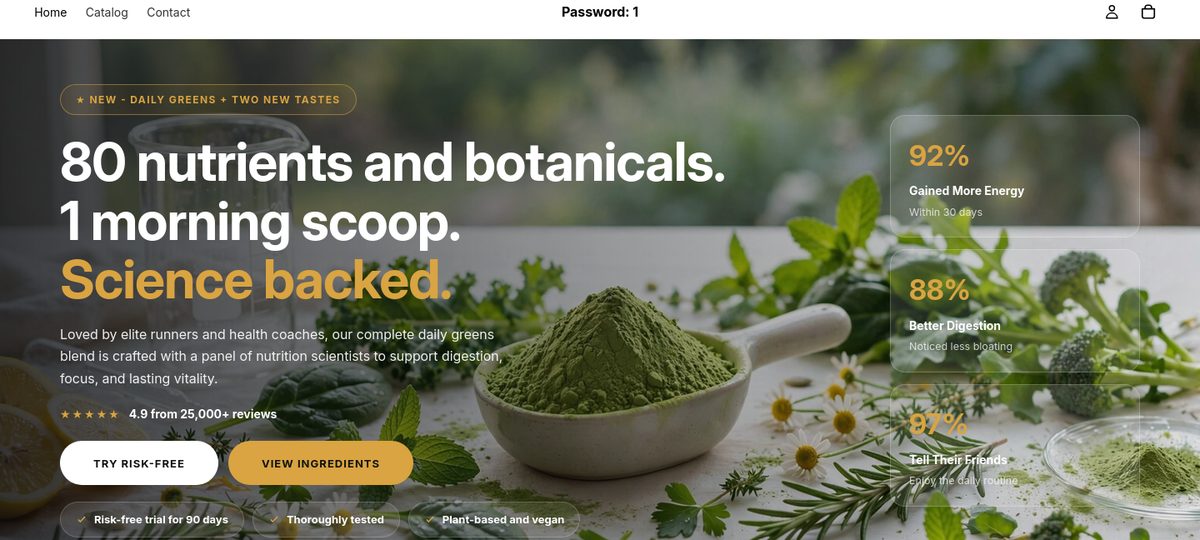 Home Catalog Contact
Password: 1
★ NEW - DAILY GREENS + TWO NEW TASTES
80 nutrients and botanicals.
1 morning scoop.
Science backed.
Loved by elite runners and health coaches, our complete daily greens
blend is crafted with a panel of nutrition scientists to support digestion,
focus, and lasting vitality.
★★★★★ 4.9 from 25,000+ reviews
TRY RISK-FREE
VIEW INGREDIENTS
✓ Risk-free trial for 90 days
✓ Thoroughly tested
✓ Plant-based and vegan
92%
Gained More Energy
Within 30 days
88%
Better Digestion
Noticed less bloating
97%
Tell Their Friends
Enjoy the daily routine